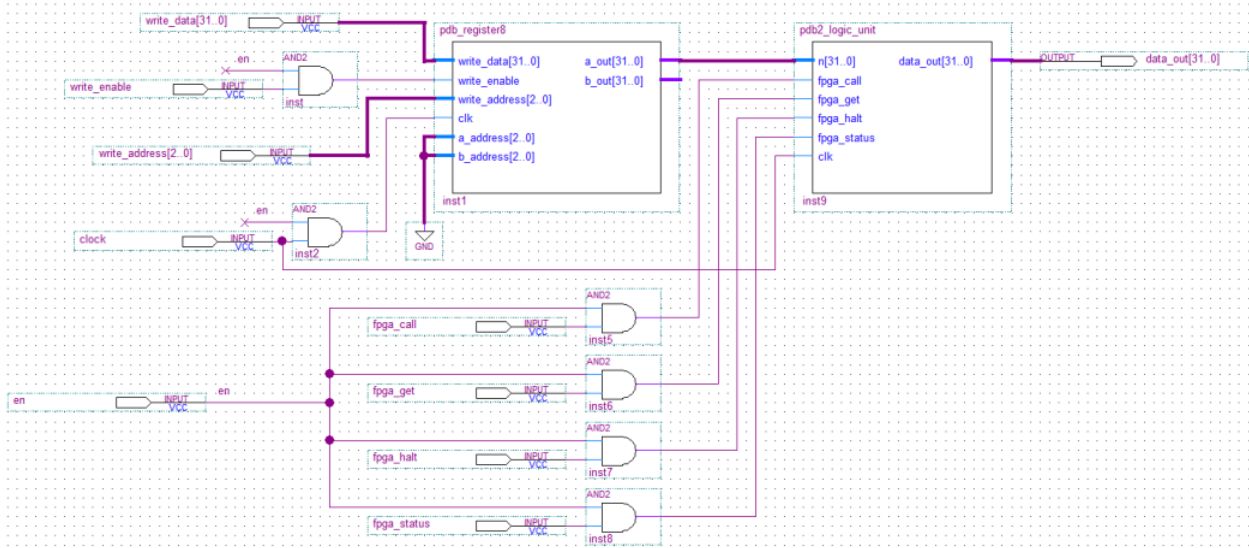 write_data[31..0] INPUT VCC
pdb_register8
pdb2_logic_unit
en AND2
write_data[31..0] a_out[31..0]
n[31..0] data_out[31..0]
OUTPUT data_out[31..0]
write_enable b_out[31..0]
fpga_call
write_enable INPUT VCC
inst
write_address[2..0]
fpga_get
clk
fpga_halt
a_address[2..0]
fpga_status
write_address[2..0] INPUT VCC
b_address[2..0]
clk
inst1
inst9
en AND2
clock INPUT VCC
inst2
GND
AND2
fpga_call INPUT VCC
inst5
AND2
fpga_get INPUT VCC
inst6
en INPUT VCC en
AND2
fpga_halt INPUT VCC
inst7
AND2
fpga_status INPUT VCC
inst8